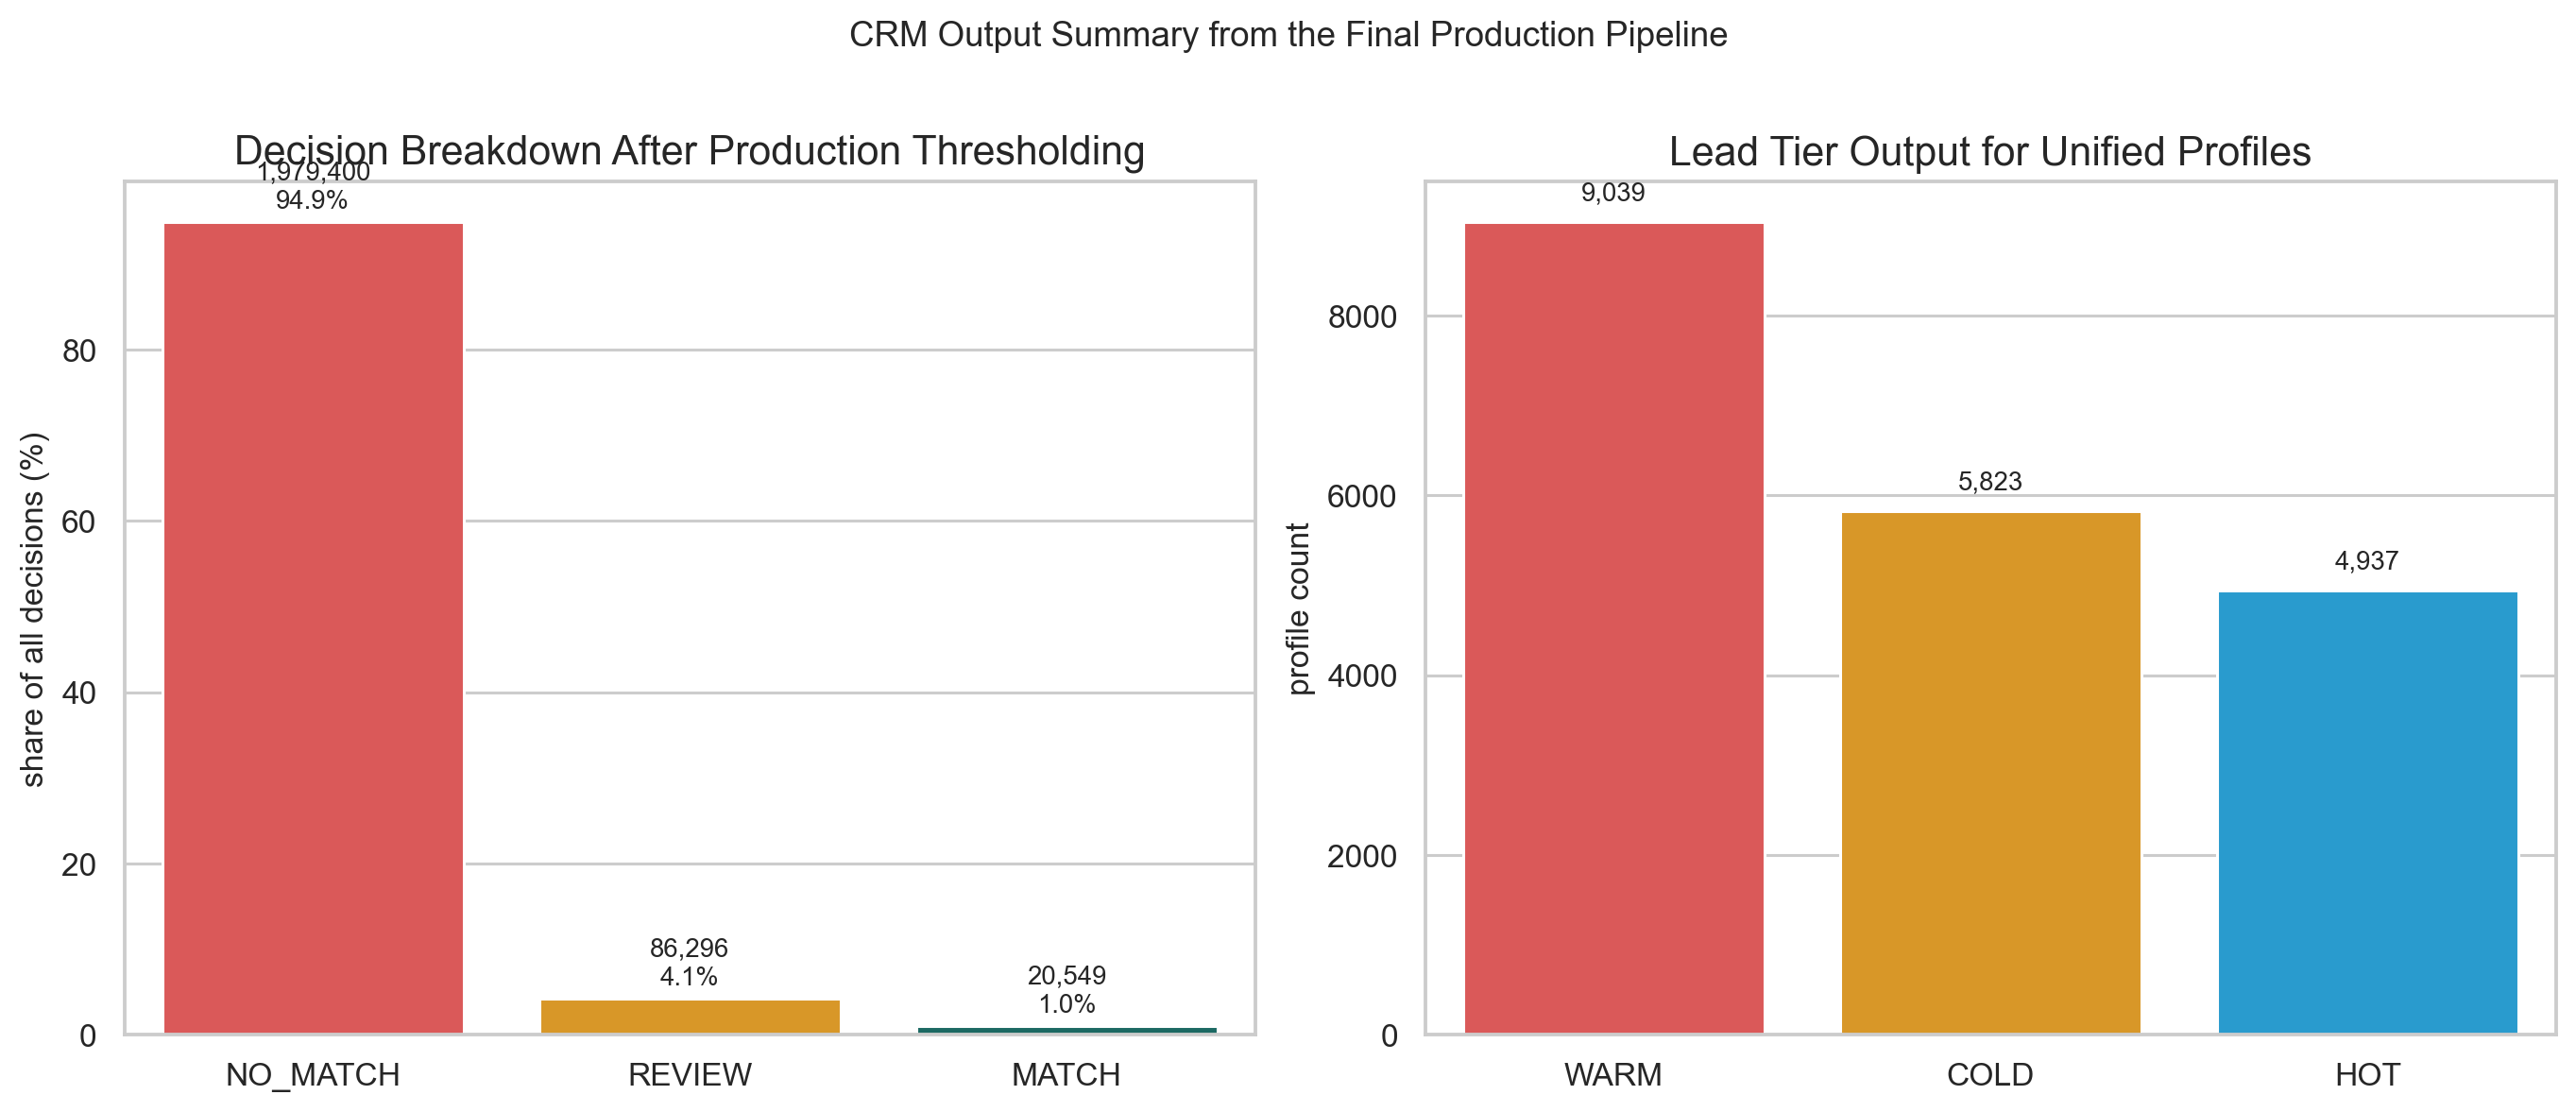 CRM Output Summary from the Final Production Pipeline
Decision Breakdown After Production Thresholding
1,979,400
94.9%
80
60
40
20
0
share of all decisions (%)
86,296
4.1%
20,549
1.0%
NO_MATCH
REVIEW
MATCH
Lead Tier Output for Unified Profiles
9,039
8000
6000
4000
2000
0
profile count
5,823
4,937
WARM
COLD
HOT